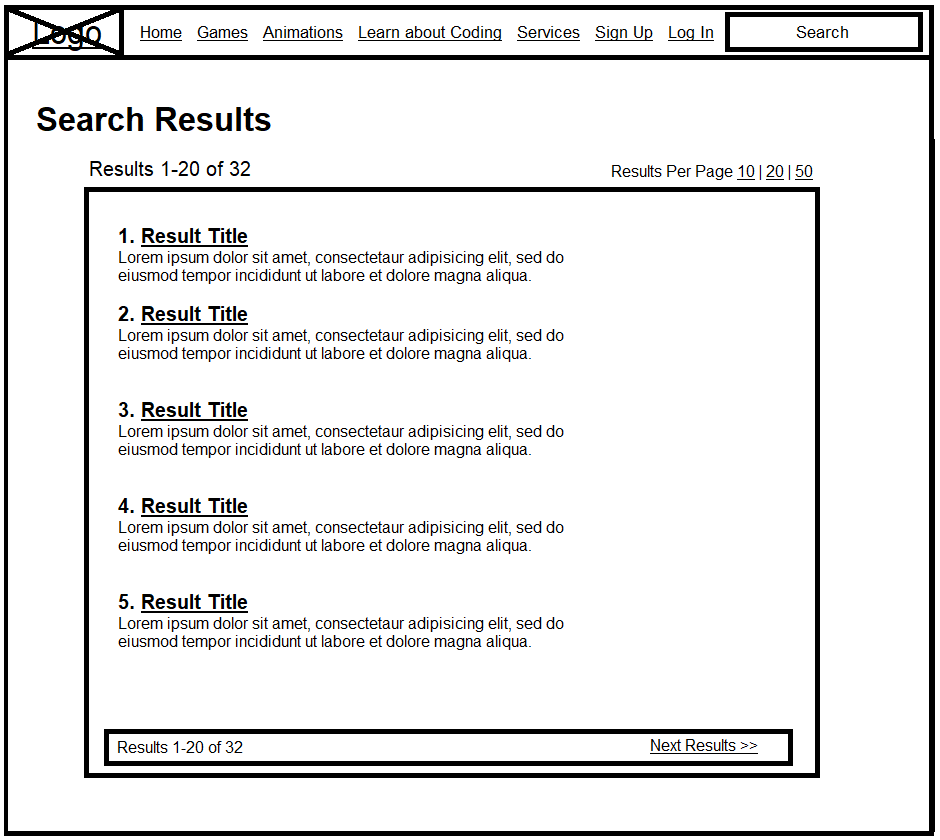 Logo Home Games Animations Learn about Coding Services Sign Up Log In Search
Search Results
Results 1-20 of 32 Results Per Page 10 | 20 | 50
1. Result Title
Lorem ipsum dolor sit amet, consectetaur adipisicing elit, sed do
eiusmod tempor incididunt ut labore et dolore magna aliqua.
2. Result Title
Lorem ipsum dolor sit amet, consectetaur adipisicing elit, sed do
eiusmod tempor incididunt ut labore et dolore magna aliqua.
3. Result Title
Lorem ipsum dolor sit amet, consectetaur adipisicing elit, sed do
eiusmod tempor incididunt ut labore et dolore magna aliqua.
4. Result Title
Lorem ipsum dolor sit amet, consectetaur adipisicing elit, sed do
eiusmod tempor incididunt ut labore et dolore magna aliqua.
5. Result Title
Lorem ipsum dolor sit amet, consectetaur adipisicing elit, sed do
eiusmod tempor incididunt ut labore et dolore magna aliqua.
Results 1-20 of 32 Next Results >>